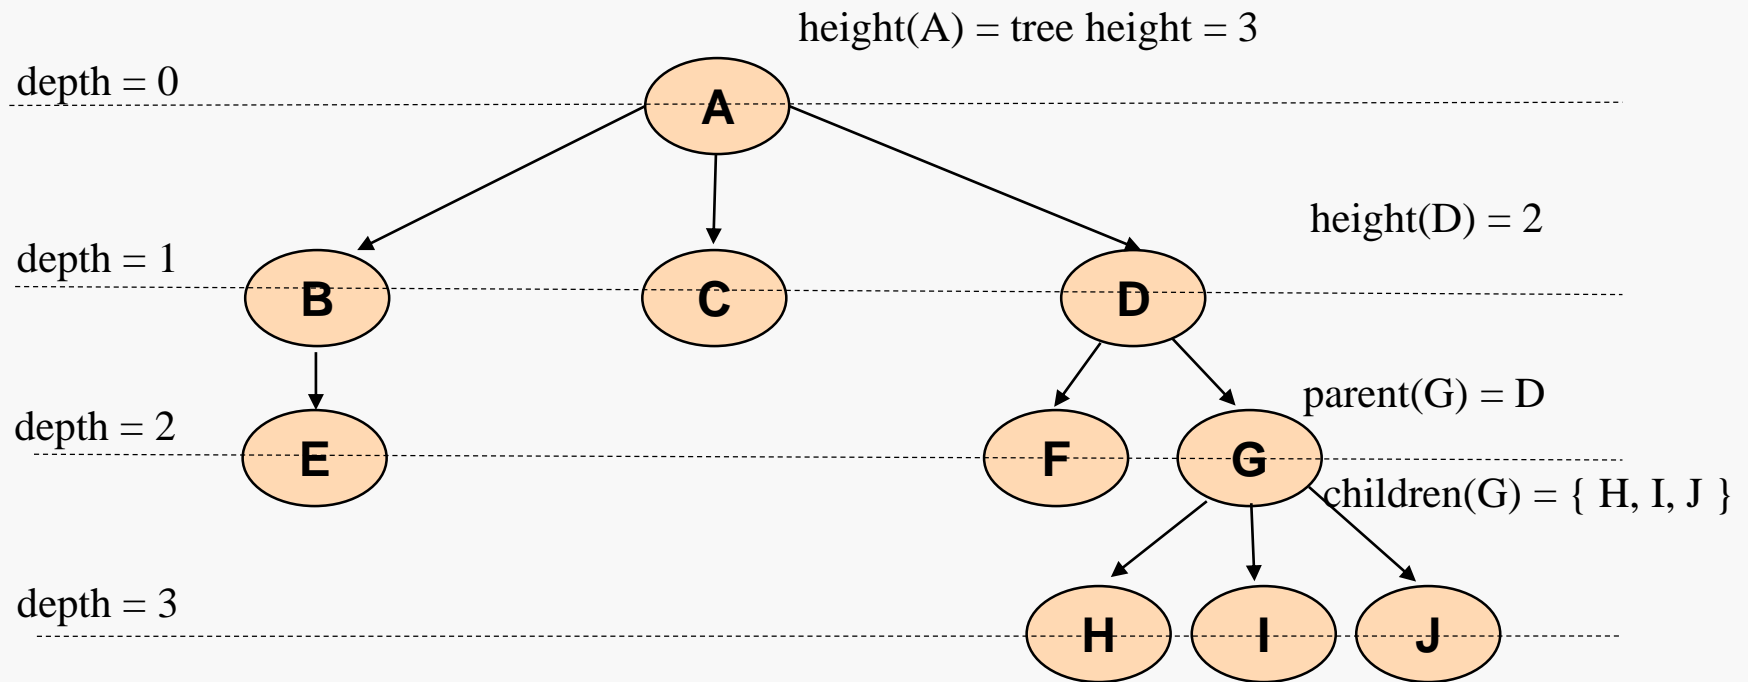 height(A) = tree height = 3
depth = 0
A
height(D) = 2
depth = 1
B C D
parent(G) = D
depth = 2
E F G
children(G) = { H, I, J }
depth = 3
H I J